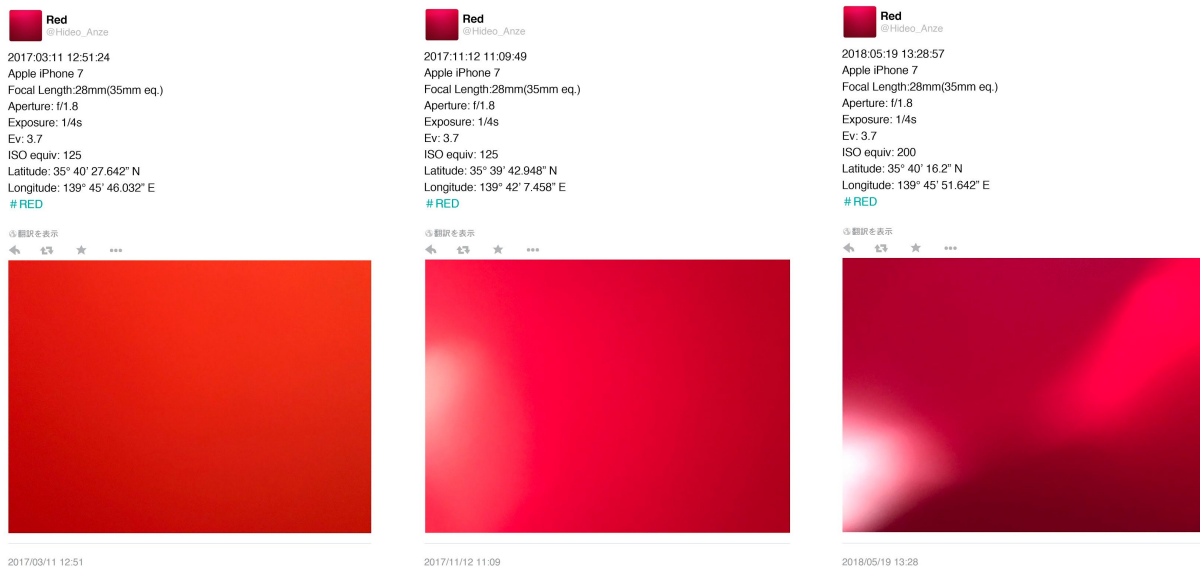 Red
@Hideo_Anze
2017:03:11 12:51:24
Apple iPhone 7
Focal Length:28mm(35mm eq.)
Aperture: f/1.8
Exposure: 1/4s
Ev: 3.7
ISO equiv: 125
Latitude: 35° 40’ 27.642” N
Longitude: 139° 45’ 46.032” E
#RED
翻訳を表示
2017/03/11 12:51
Red
@Hideo_Anze
2017:11:12 11:09:49
Apple iPhone 7
Focal Length:28mm(35mm eq.)
Aperture: f/1.8
Exposure: 1/4s
Ev: 3.7
ISO equiv: 125
Latitude: 35° 39’ 42.948” N
Longitude: 139° 42’ 7.458” E
#RED
翻訳を表示
2017/11/12 11:09
Red
@Hideo_Anze
2018:05:19 13:28:57
Apple iPhone 7
Focal Length:28mm(35mm eq.)
Aperture: f/1.8
Exposure: 1/4s
Ev: 3.7
ISO equiv: 200
Latitude: 35° 40’ 16.2” N
Longitude: 139° 45’ 51.642” E
#RED
翻訳を表示
2018/05/19 13:28